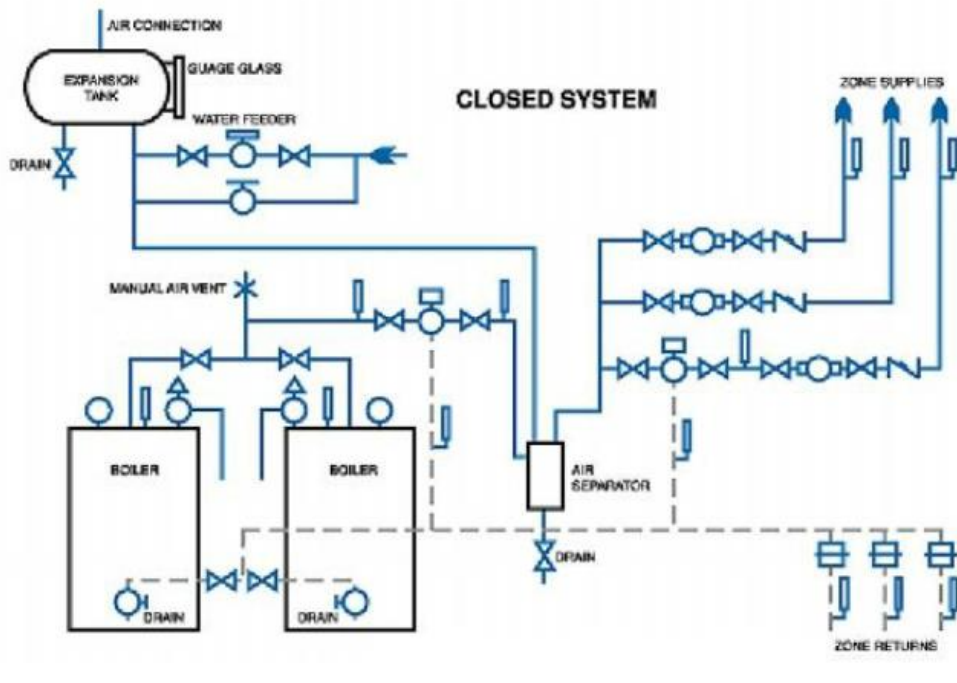 AIR CONNECTION
EXPANSION
TANK
GUAGE GLASS
CLOSED SYSTEM
ZONE SUPPLIES
WATER FEEDER
DRAIN
MANUAL AIR VENT
BOILER
BOILER
AIR
SEPARATOR
DRAIN
DRAIN
DRAIN
ZONE RETURNS